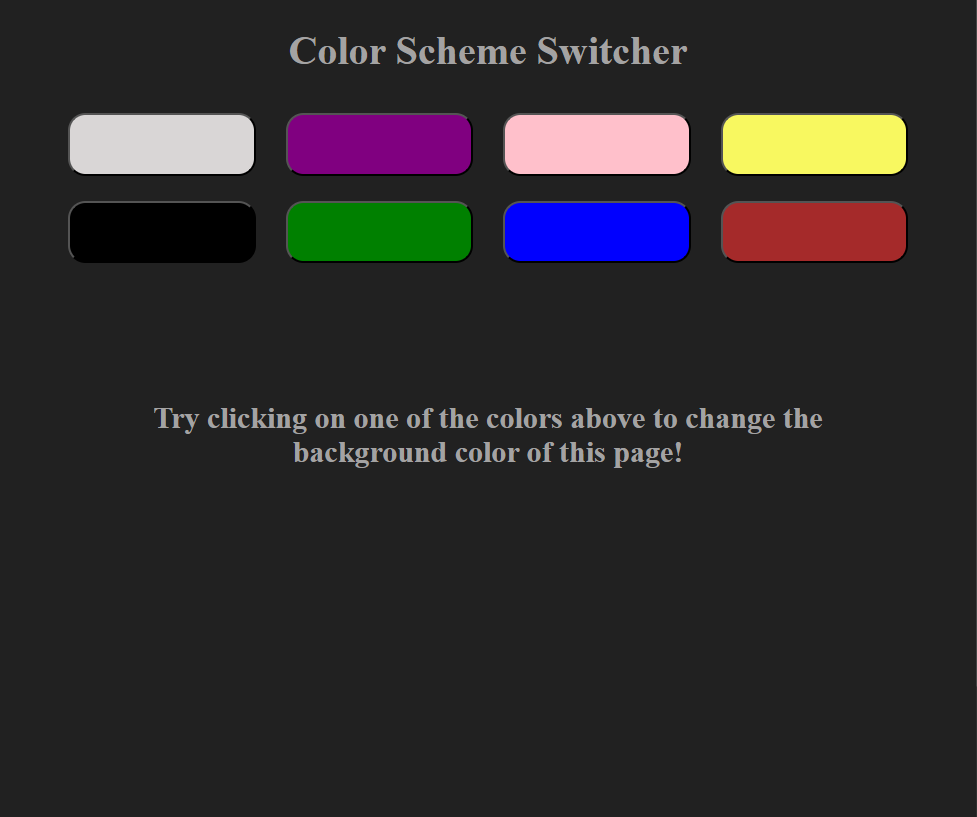 Color Scheme Switcher
Try clicking on one of the colors above to change the
background color of this page!